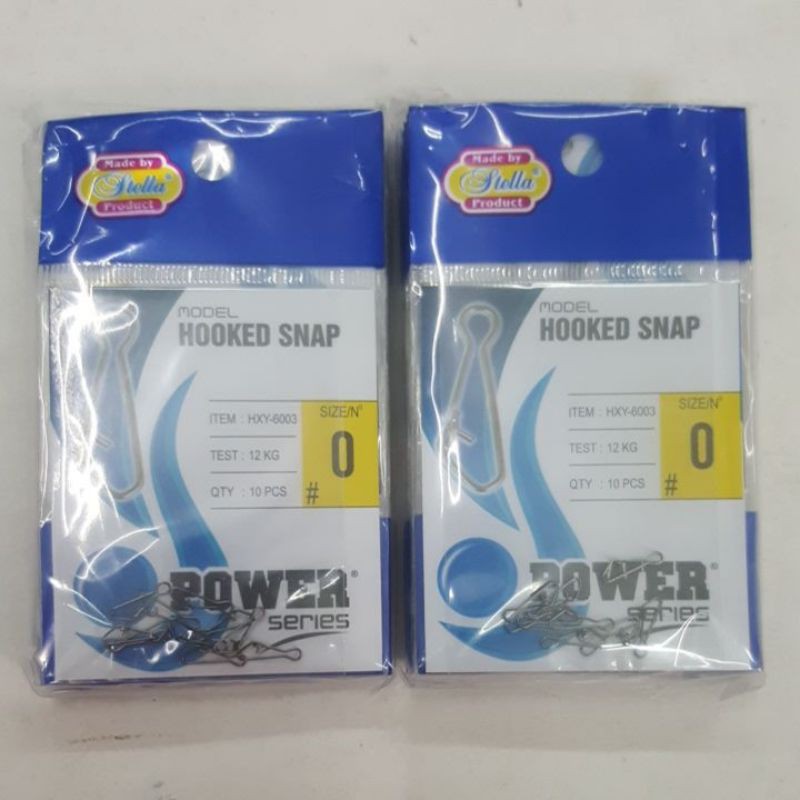 Made by
Stella®
Product
MODEL
HOOKED SNAP
ITEM : HXY-6003
TEST : 12 KG
QTY : 10 PCS
SIZE/Nº
0
#
POWER®
series
Made by
Stella®
Product
MODEL
HOOKED SNAP
ITEM : HXY-6003
TEST : 12 KG
QTY : 10 PCS
SIZE/Nº
0
#
POWER®
series